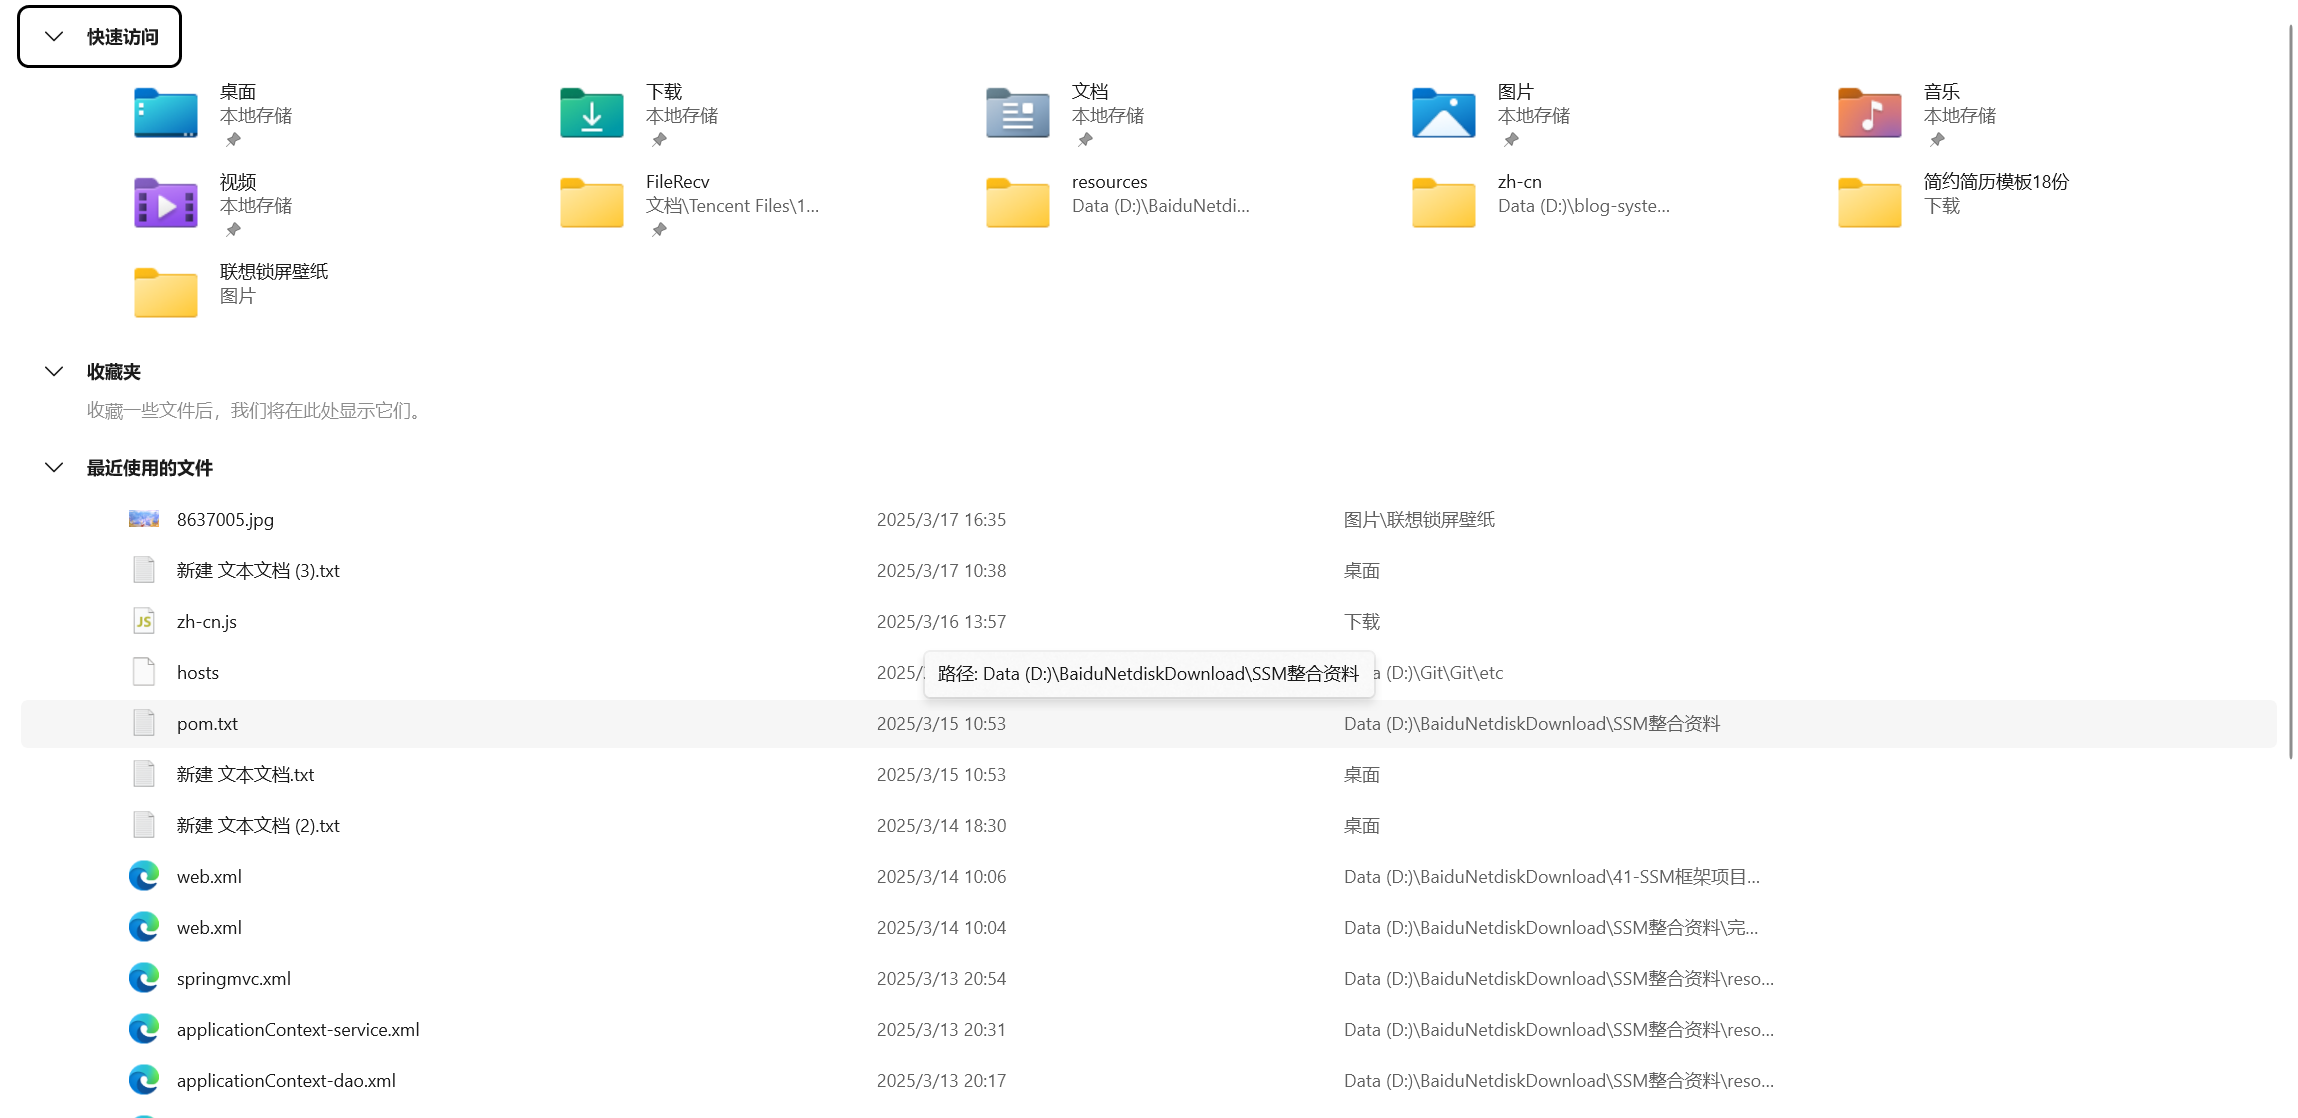 快速访问
桌面
本地存储
下载
本地存储
文档
本地存储
图片
本地存储
音乐
本地存储
视频
本地存储
FileRecv
文档\Tencent Files\1...
resources
Data (D:)\BaiduNetdi...
zh-cn
Data (D:)\blog-syste...
简约简历模板18份
下载
联想锁屏壁纸
图片
收藏夹
收藏一些文件后，我们将在此处显示它们。
最近使用的文件
8637005.jpg 2025/3/17 16:35 图片\联想锁屏壁纸
新建 文本文档 (3).txt 2025/3/17 10:38 桌面
JS zh-cn.js 2025/3/16 13:57 下载
hosts 2025/ 路径: Data (D:)\BaiduNetdiskDownload\SSM整合资料 a (D:)\Git\Git\etc
pom.txt 2025/3/15 10:53 Data (D:)\BaiduNetdiskDownload\SSM整合资料
新建 文本文档.txt 2025/3/15 10:53 桌面
新建 文本文档 (2).txt 2025/3/14 18:30 桌面
web.xml 2025/3/14 10:06 Data (D:)\BaiduNetdiskDownload\41-SSM框架项目...
web.xml 2025/3/14 10:04 Data (D:)\BaiduNetdiskDownload\SSM整合资料\完...
springmvc.xml 2025/3/13 20:54 Data (D:)\BaiduNetdiskDownload\SSM整合资料\reso...
applicationContext-service.xml 2025/3/13 20:31 Data (D:)\BaiduNetdiskDownload\SSM整合资料\reso...
applicationContext-dao.xml 2025/3/13 20:17 Data (D:)\BaiduNetdiskDownload\SSM整合资料\reso...